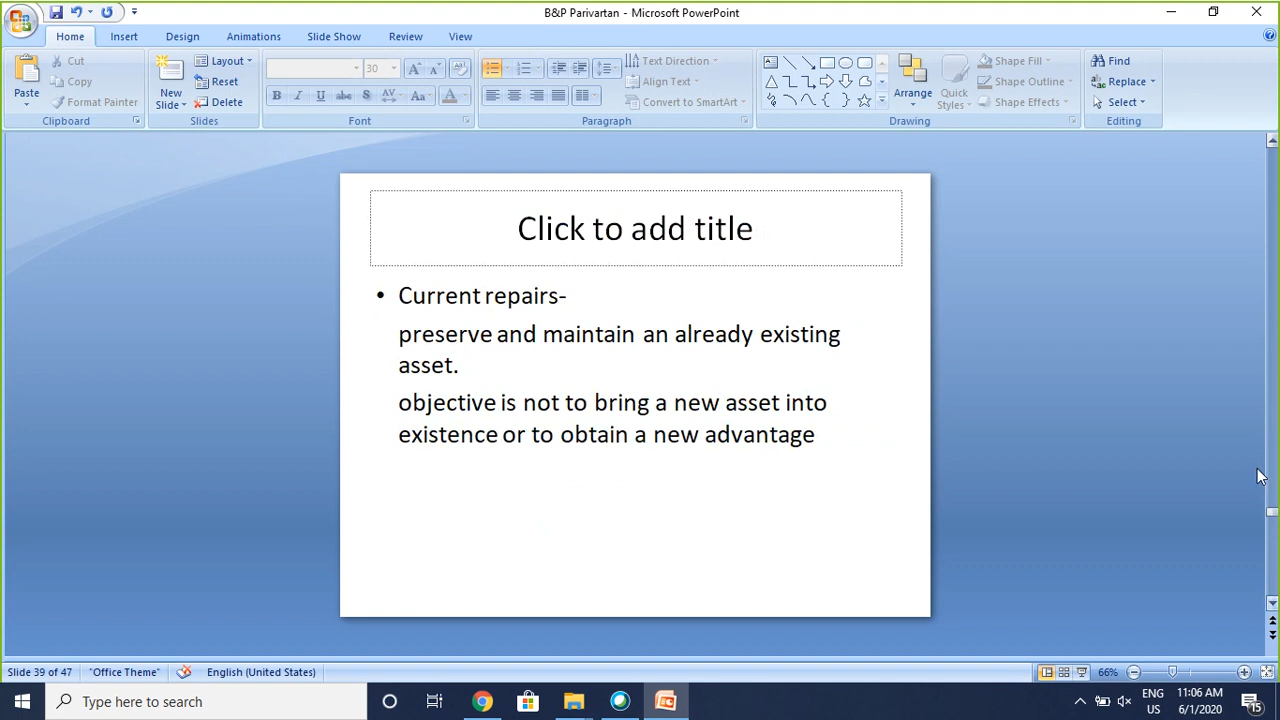 B&P Parivartan - Microsoft PowerPoint
Home Insert Design Animations Slide Show Review View
Paste
Cut
Copy
Format Painter
Clipboard
New
Slide
Layout
Reset
Delete
Slides
30
B I U abc S AV Aa A
Font
Text Direction
Align Text
Convert to SmartArt
Paragraph
Arrange
Quick
Styles
Shape Fill
Shape Outline
Shape Effects
Drawing
Find
Replace
Select
Editing
Click to add title
• Current repairs-
preserve and maintain an already existing
asset.
objective is not to bring a new asset into
existence or to obtain a new advantage
Slide 39 of 47 "Office Theme" English (United States) 66%
Type here to search
ENG
US
11:06 AM
6/1/2020
15